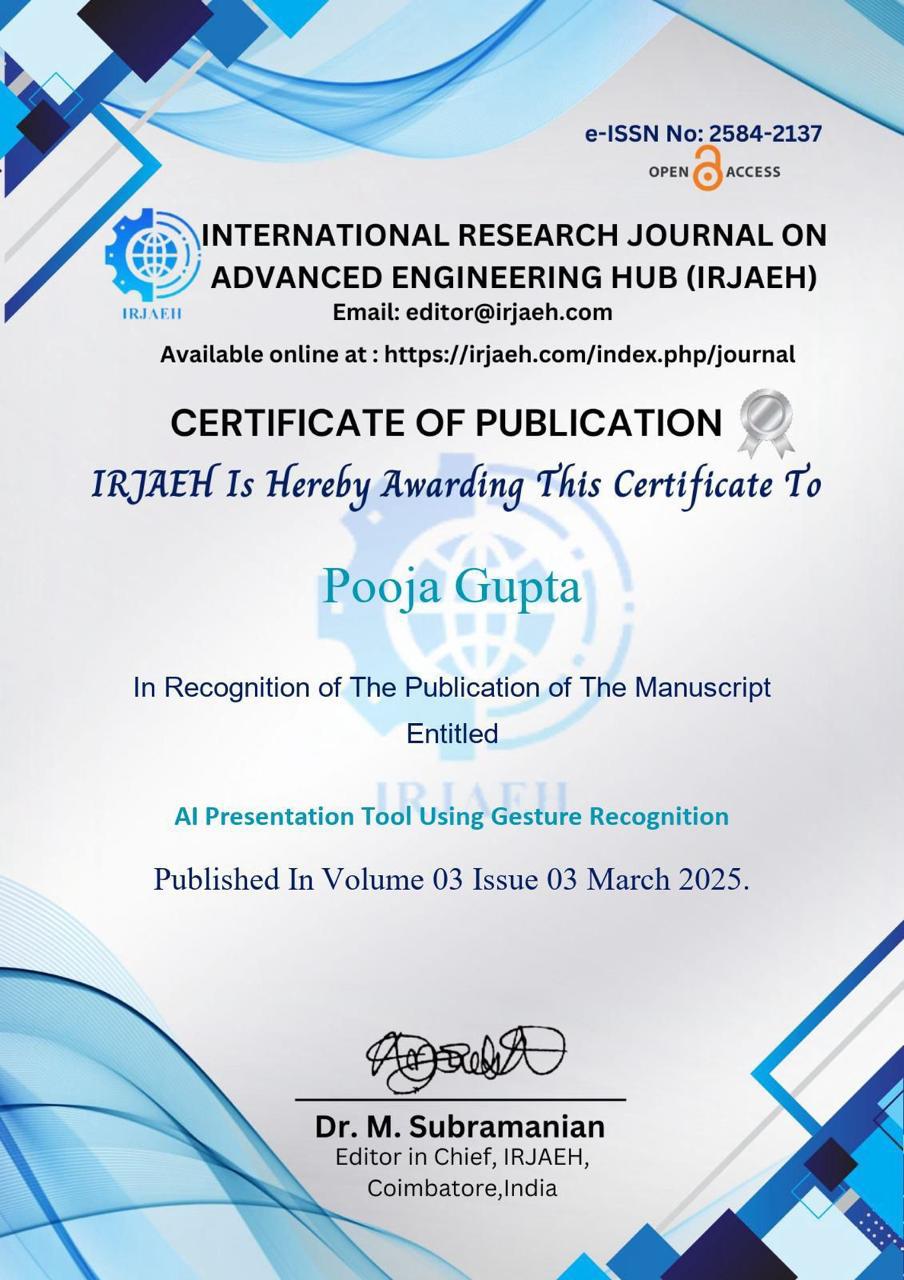 e-ISSN No: 2584-2137
OPEN ACCESS
INTERNATIONAL RESEARCH JOURNAL ON
ADVANCED ENGINEERING HUB (IRJAEH)
IRJAEH
Email: editor@irjaeh.com
Available online at : https://irjaeh.com/index.php/journal
CERTIFICATE OF PUBLICATION
IRJAEH Is Hereby Awarding This Certificate To
Pooja Gupta
In Recognition of The Publication of The Manuscript
Entitled
IRJAEH
AI Presentation Tool Using Gesture Recognition
Published In Volume 03 Issue 03 March 2025.
Dr. M. Subramanian
Editor in Chief, IRJAEH,
Coimbatore,India